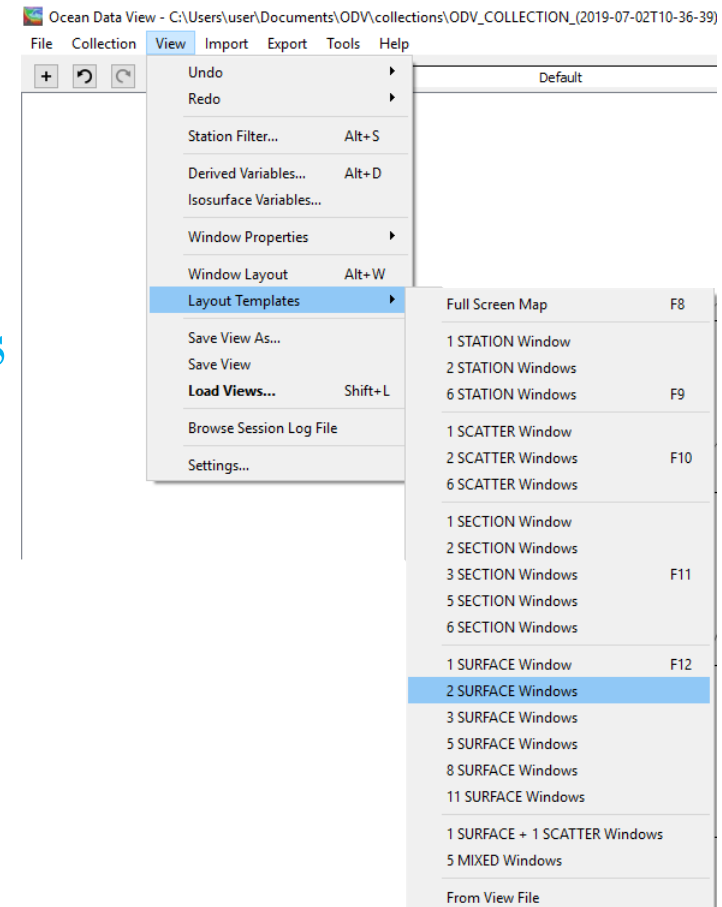 Ocean Data View - C:\Users\user\Documents\ODV\collections\ODV_COLLECTION_(2019-07-02T10-36-39)
File Collection View Import Export Tools Help
+ Default
Undo
Redo
Station Filter... Alt+S
Derived Variables... Alt+D
Isosurface Variables...
Window Properties
Window Layout Alt+W
Layout Templates
Save View As...
Save View
Load Views... Shift+L
Browse Session Log File
Settings...
Full Screen Map F8
1 STATION Window
2 STATION Windows
6 STATION Windows F9
1 SCATTER Window
2 SCATTER Windows F10
6 SCATTER Windows
1 SECTION Window
2 SECTION Windows
3 SECTION Windows F11
5 SECTION Windows
6 SECTION Windows
1 SURFACE Window F12
2 SURFACE Windows
3 SURFACE Windows
5 SURFACE Windows
8 SURFACE Windows
11 SURFACE Windows
1 SURFACE + 1 SCATTER Windows
5 MIXED Windows
From View File